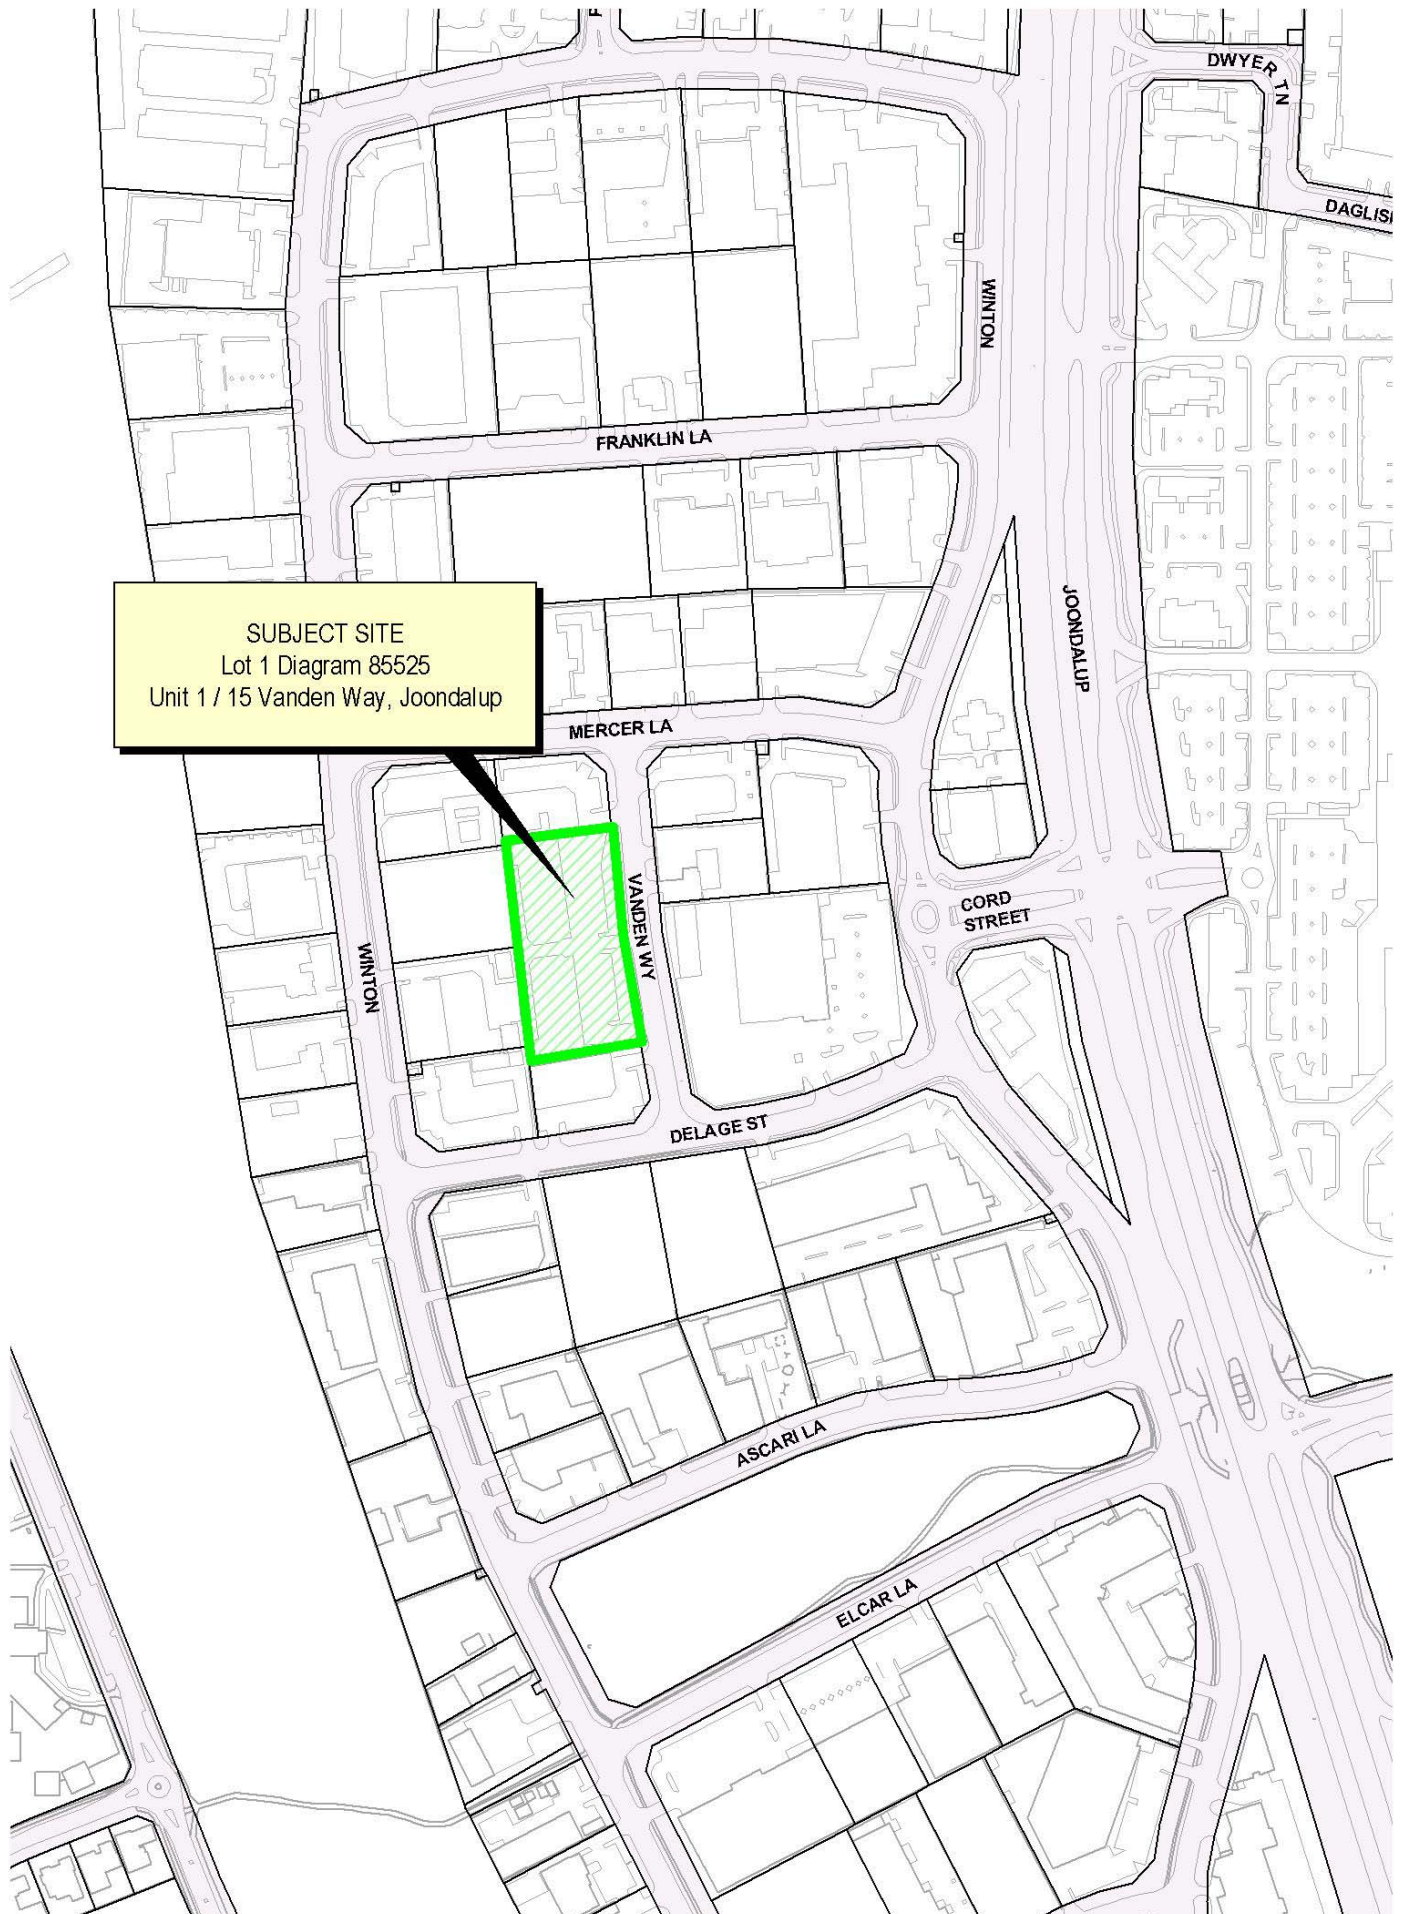 DWYER TN
DAGLIS
WINTON
FRANKLIN LA
JOONDALUP
SUBJECT SITE
Lot 1 Diagram 85525
Unit 1 / 15 Vanden Way, Joondalup
MERCER LA
VANDEN WY
CORD
STREET
WINTON
DELAGE ST
ASCARI LA
ELCAR LA